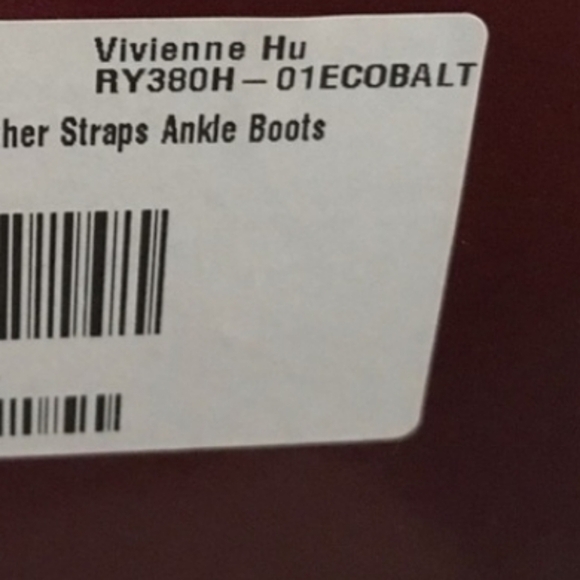 Vivienne Hu
RY380H–01ECOBALT
her Straps Ankle Boots